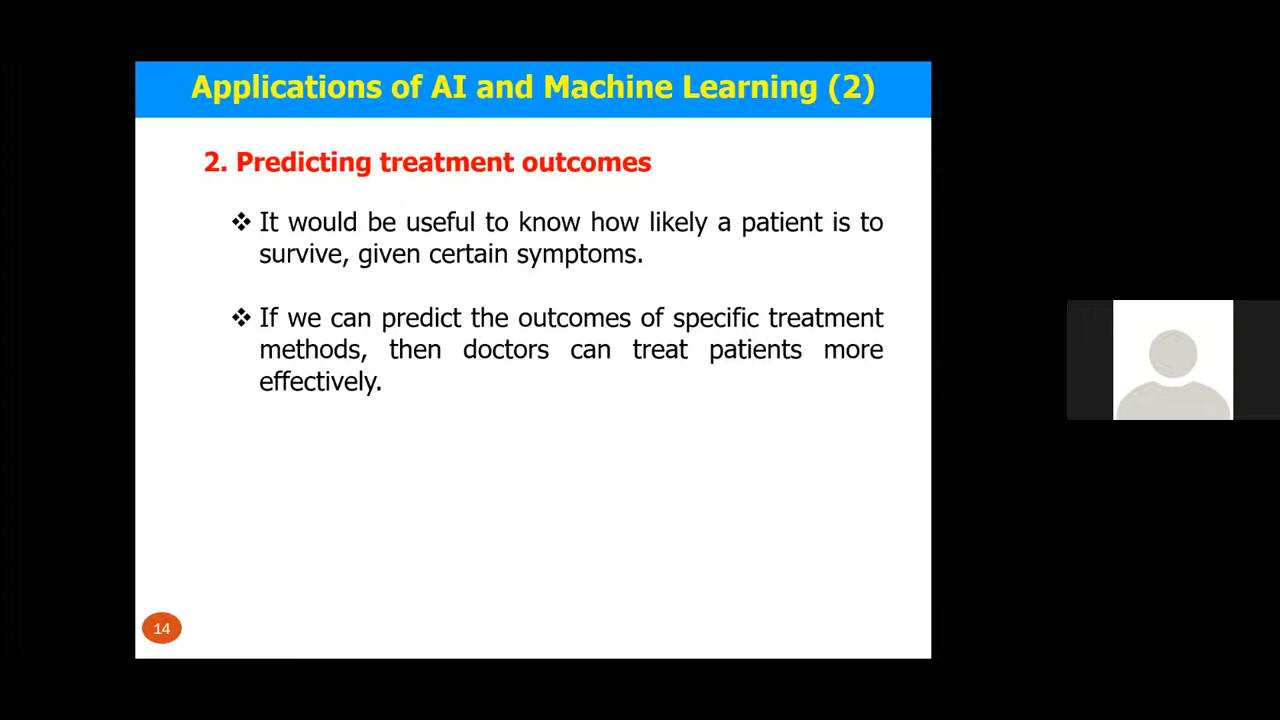 Applications of AI and Machine Learning (2)
2. Predicting treatment outcomes
❖ It would be useful to know how likely a patient is to
survive, given certain symptoms.
❖ If we can predict the outcomes of specific treatment
methods, then doctors can treat patients more
effectively.
14